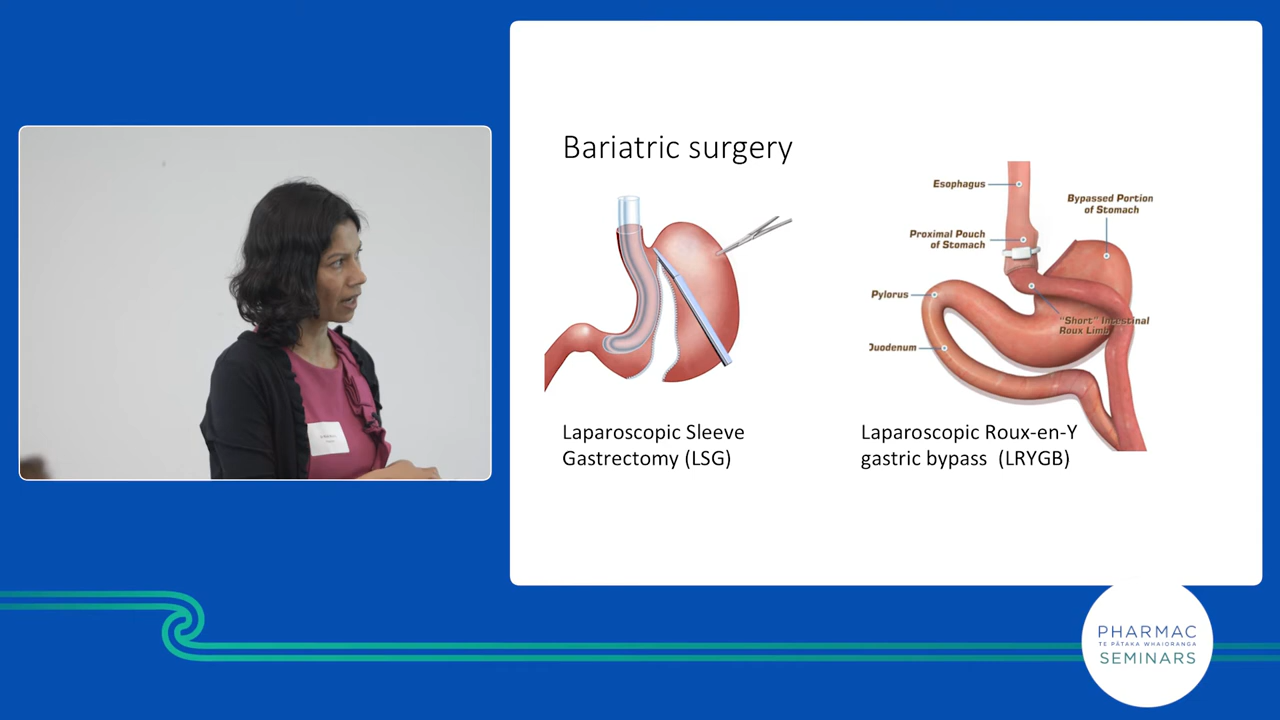 Bariatric surgery
Esophagus
Bypassed Portion
of Stomach
Proximal Pouch
of Stomach
Pylorus
"Short" Intestinal
Roux Limb
Duodenum
Laparoscopic Sleeve
Gastrectomy (LSG)
Laparoscopic Roux-en-Y
gastric bypass (LRYGB)
PHARMAC
TE PĀTAKA WHAIORANGA
SEMINARS